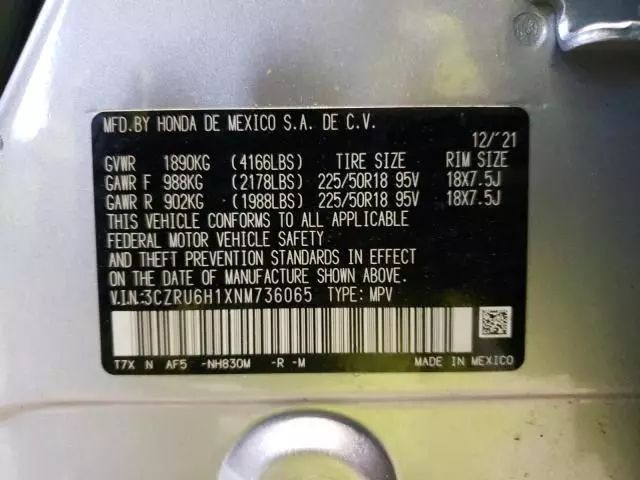 MFD.BY HONDA DE MEXICO S.A. DE C.V.
12/'21
GVWR 1890KG (4166LBS) TIRE SIZE RIM SIZE
GAWR F 988KG (2178LBS) 225/50R18 95V 18X7.5J
GAWR R 902KG (1988LBS) 225/50R18 95V 18X7.5J
THIS VEHICLE CONFORMS TO ALL APPLICABLE
FEDERAL MOTOR VEHICLE SAFETY
AND THEFT PREVENTION STANDARDS IN EFFECT
ON THE DATE OF MANUFACTURE SHOWN ABOVE.
V.I.N.:3CZRU6H1XNM736065 TYPE: MPV
T7X N AF5 -NH830M -R -M MADE IN MEXICO